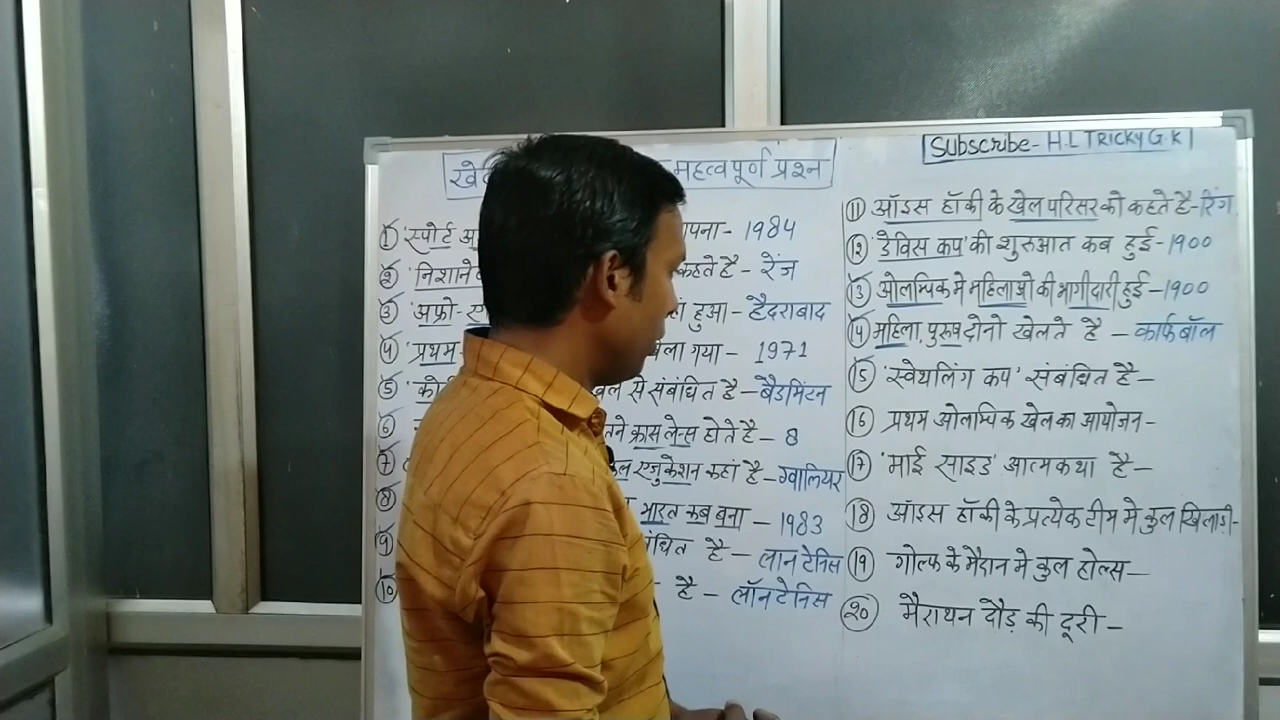 महत्वपूर्ण प्रश्न
Subscribe- H.L TRICKY G.K
① 'स्पोर्ट - 1984
② 'निशाने कहते है - रेंज
③ 'अफ्रो- हुआ - हैदराबाद
④ 'प्रथम खेला गया - 1971
⑤ खेल से संबंधित है - बैडमिंटन
⑥ क्रास लेन्स होते है - 8
⑦ एजुकेशन कहां है - ग्वालियर
⑧ भारत कब बना - 1983
⑨ है - लान टेनिस
⑩ है - लॉन टेनिस
⑪ ऑइस हॉकी के खेल परिसर को कहते है - रिंग
⑫ 'डेविस कप' की शुरुआत कब हुई - 1900
⑬ ओलम्पिक मे महिलाओ की भागीदारी हुई - 1900
⑭ महिला, पुरुष दोनो खेलते है - कार्फबॉल
⑮ 'स्वेथलिंग कप' संबंधित है -
⑯ प्रथम ओलम्पिक खेल का आयोजन -
⑰ 'माई साइड' आत्मकथा है -
⑱ ऑइस हॉकी के प्रत्येक टीम मे कुल खिलाडी -
⑲ गोल्फ के मैदान मे कुल होल्स -
⑳ मैराथन दौड़ की दूरी -